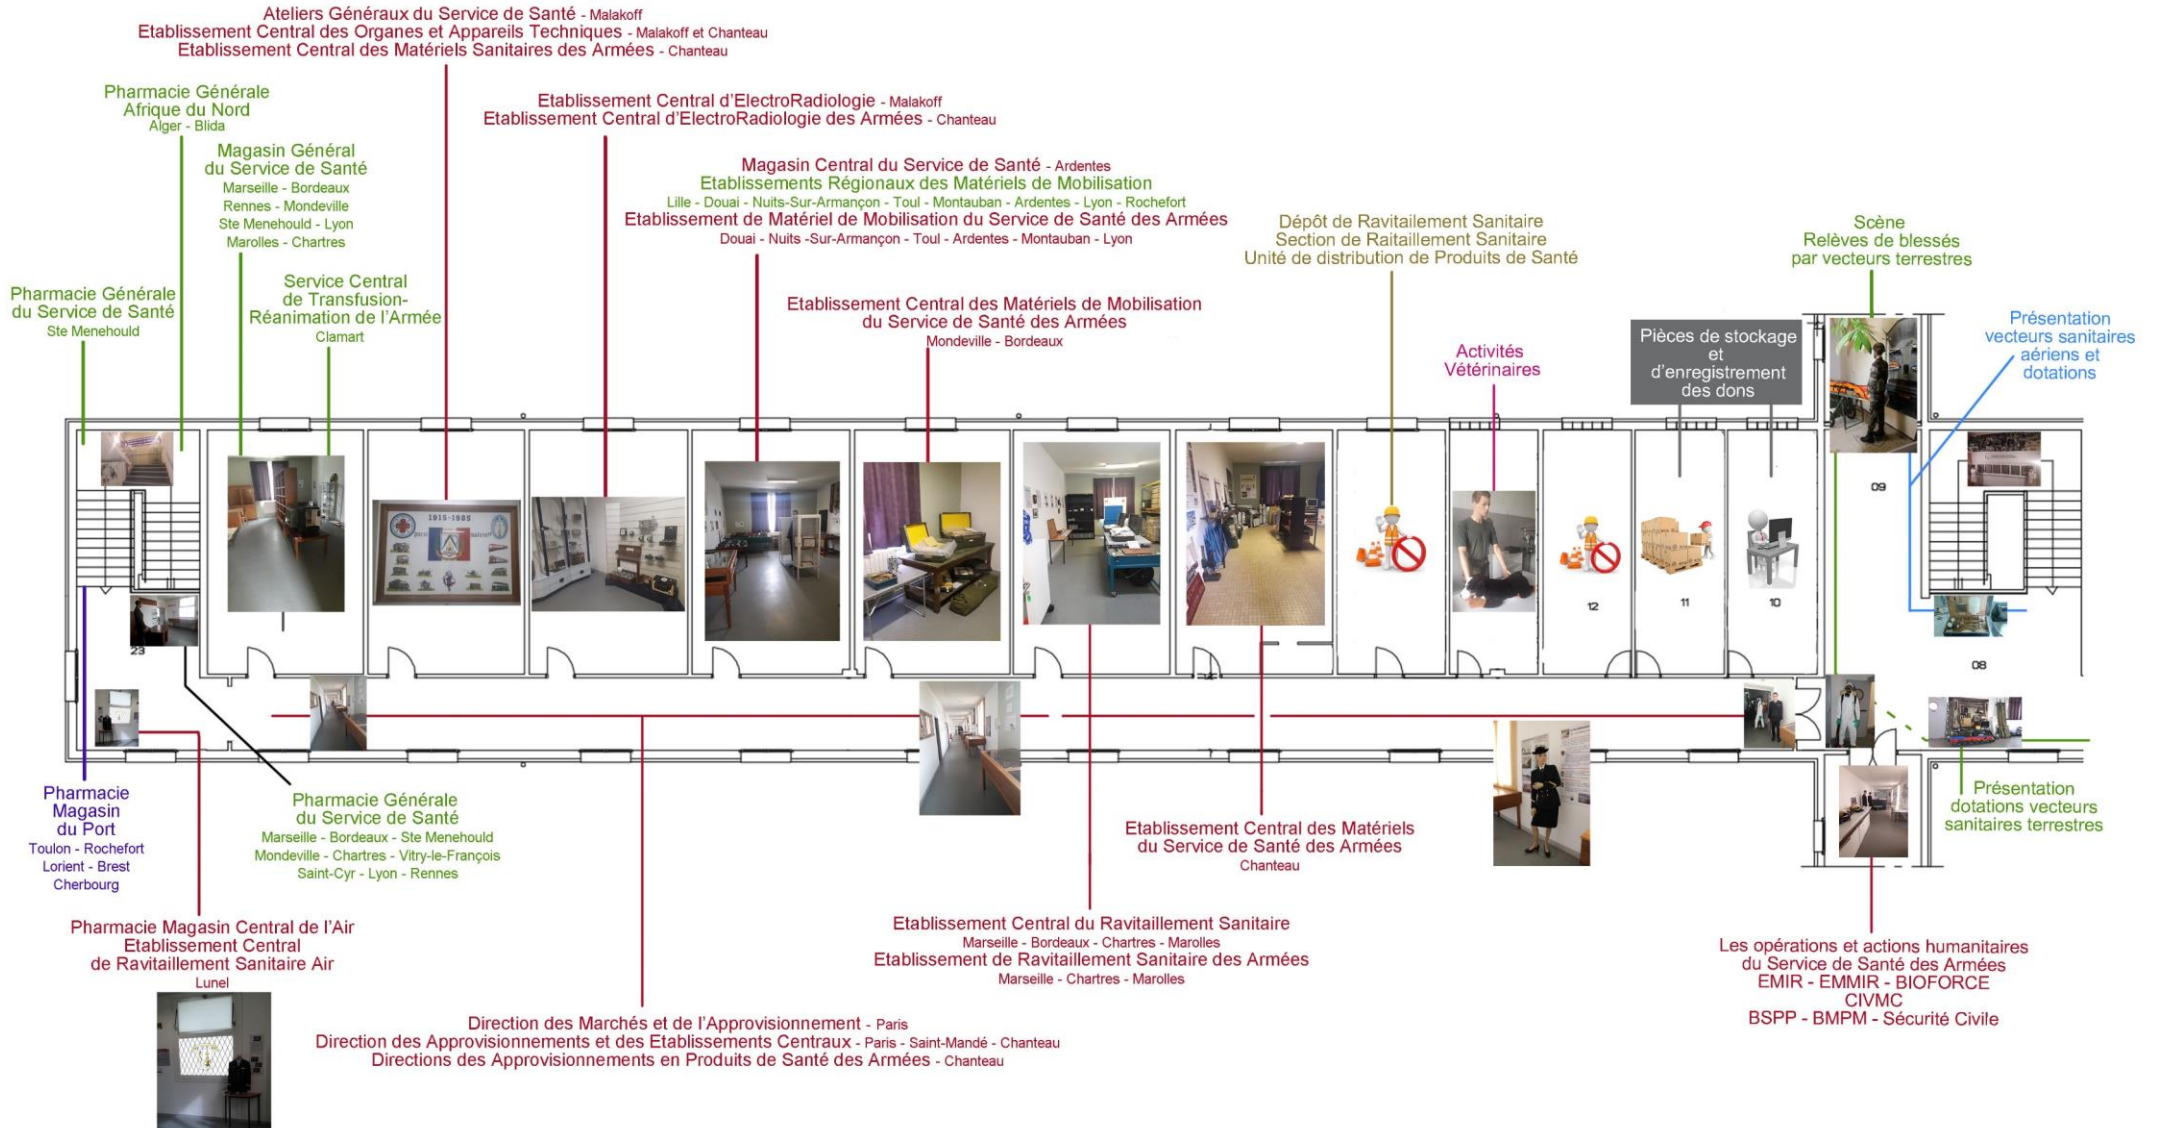 Ateliers Généraux du Service de Santé - Malakoff
Etablissement Central des Organes et Appareils Techniques - Malakoff et Chanteau
Etablissement Central des Matériels Sanitaires des Armées - Chanteau
Pharmacie Générale
Afrique du Nord
Alger - Blida
Etablissement Central d'ElectroRadiologie - Malakoff
Etablissement Central d'ElectroRadiologie des Armées - Chanteau
Magasin Général
du Service de Santé
Marseille - Bordeaux
Rennes - Mondeville
Ste Menehould - Lyon
Marolles - Chartres
Magasin Central du Service de Santé - Ardentes
Etablissements Régionaux des Matériels de Mobilisation
Lille - Douai - Nuits-Sur-Armançon - Toul - Montauban - Ardentes - Lyon - Rochefort
Etablissement de Matériel de Mobilisation du Service de Santé des Armées
Douai - Nuits -Sur-Armançon - Toul - Ardentes - Montauban - Lyon
Dépôt de Ravitailement Sanitaire
Section de Raitaillement Sanitaire
Unité de distribution de Produits de Santé
Scène
Relèves de blessés
par vecteurs terrestres
Pharmacie Générale
du Service de Santé
Ste Menehould
Service Central
de Transfusion-
Réanimation de l'Armée
Clamart
Etablissement Central des Matériels de Mobilisation
du Service de Santé des Armées
Mondeville - Bordeaux
Activités
Vétérinaires
Pièces de stockage
et
d'enregistrement
des dons
Présentation
vecteurs sanitaires
aériens et
dotations
1915-1985
09
12
11
10
23
08
Pharmacie
Magasin
du Port
Toulon - Rochefort
Lorient - Brest
Cherbourg
Pharmacie Générale
du Service de Santé
Marseille - Bordeaux - Ste Menehould
Mondeville - Chartres - Vitry-le-François
Saint-Cyr - Lyon - Rennes
Etablissement Central des Matériels
du Service de Santé des Armées
Chanteau
Présentation
dotations vecteurs
sanitaires terrestres
Pharmacie Magasin Central de l'Air
Etablissement Central
de Ravitaillement Sanitaire Air
Lunel
Etablissement Central du Ravitaillement Sanitaire
Marseille - Bordeaux - Chartres - Marolles
Etablissement de Ravitaillement Sanitaire des Armées
Marseille - Chartres - Marolles
Les opérations et actions humanitaires
du Service de Santé des Armées
EMIR - EMMIR - BIOFORCE
CIVMC
BSPP - BMPM - Sécurité Civile
Direction des Marchés et de l'Approvisionnement - Paris
Direction des Approvisionnements et des Etablissements Centraux - Paris - Saint-Mandé - Chanteau
Directions des Approvisionnements en Produits de Santé des Armées - Chanteau